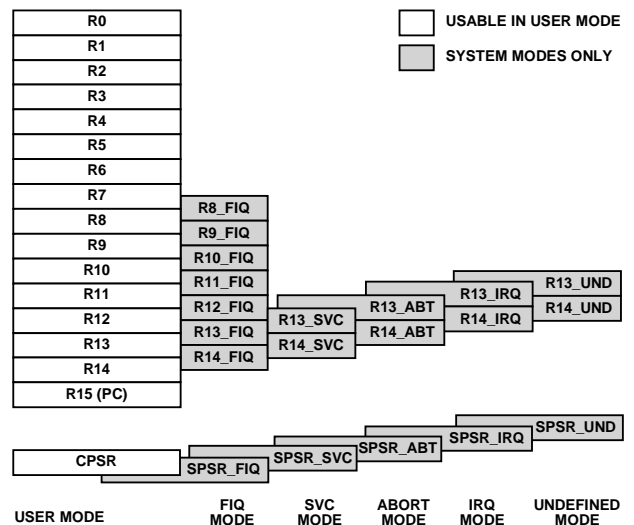 R0
R1
R2
R3
R4
R5
R6
R7
R8
R9
R10
R11
R12
R13
R14
R15 (PC)
USABLE IN USER MODE
SYSTEM MODES ONLY
R8_FIQ
R9_FIQ
R10_FIQ
R11_FIQ
R12_FIQ
R13_FIQ
R14_FIQ
R13_SVC
R14_SVC
R13_ABT
R14_ABT
R13_IRQ
R14_IRQ
R13_UND
R14_UND
CPSR
SPSR_FIQ
SPSR_SVC
SPSR_ABT
SPSR_IRQ
SPSR_UND
USER MODE
FIQ
MODE
SVC
MODE
ABORT
MODE
IRQ
MODE
UNDEFINED
MODE